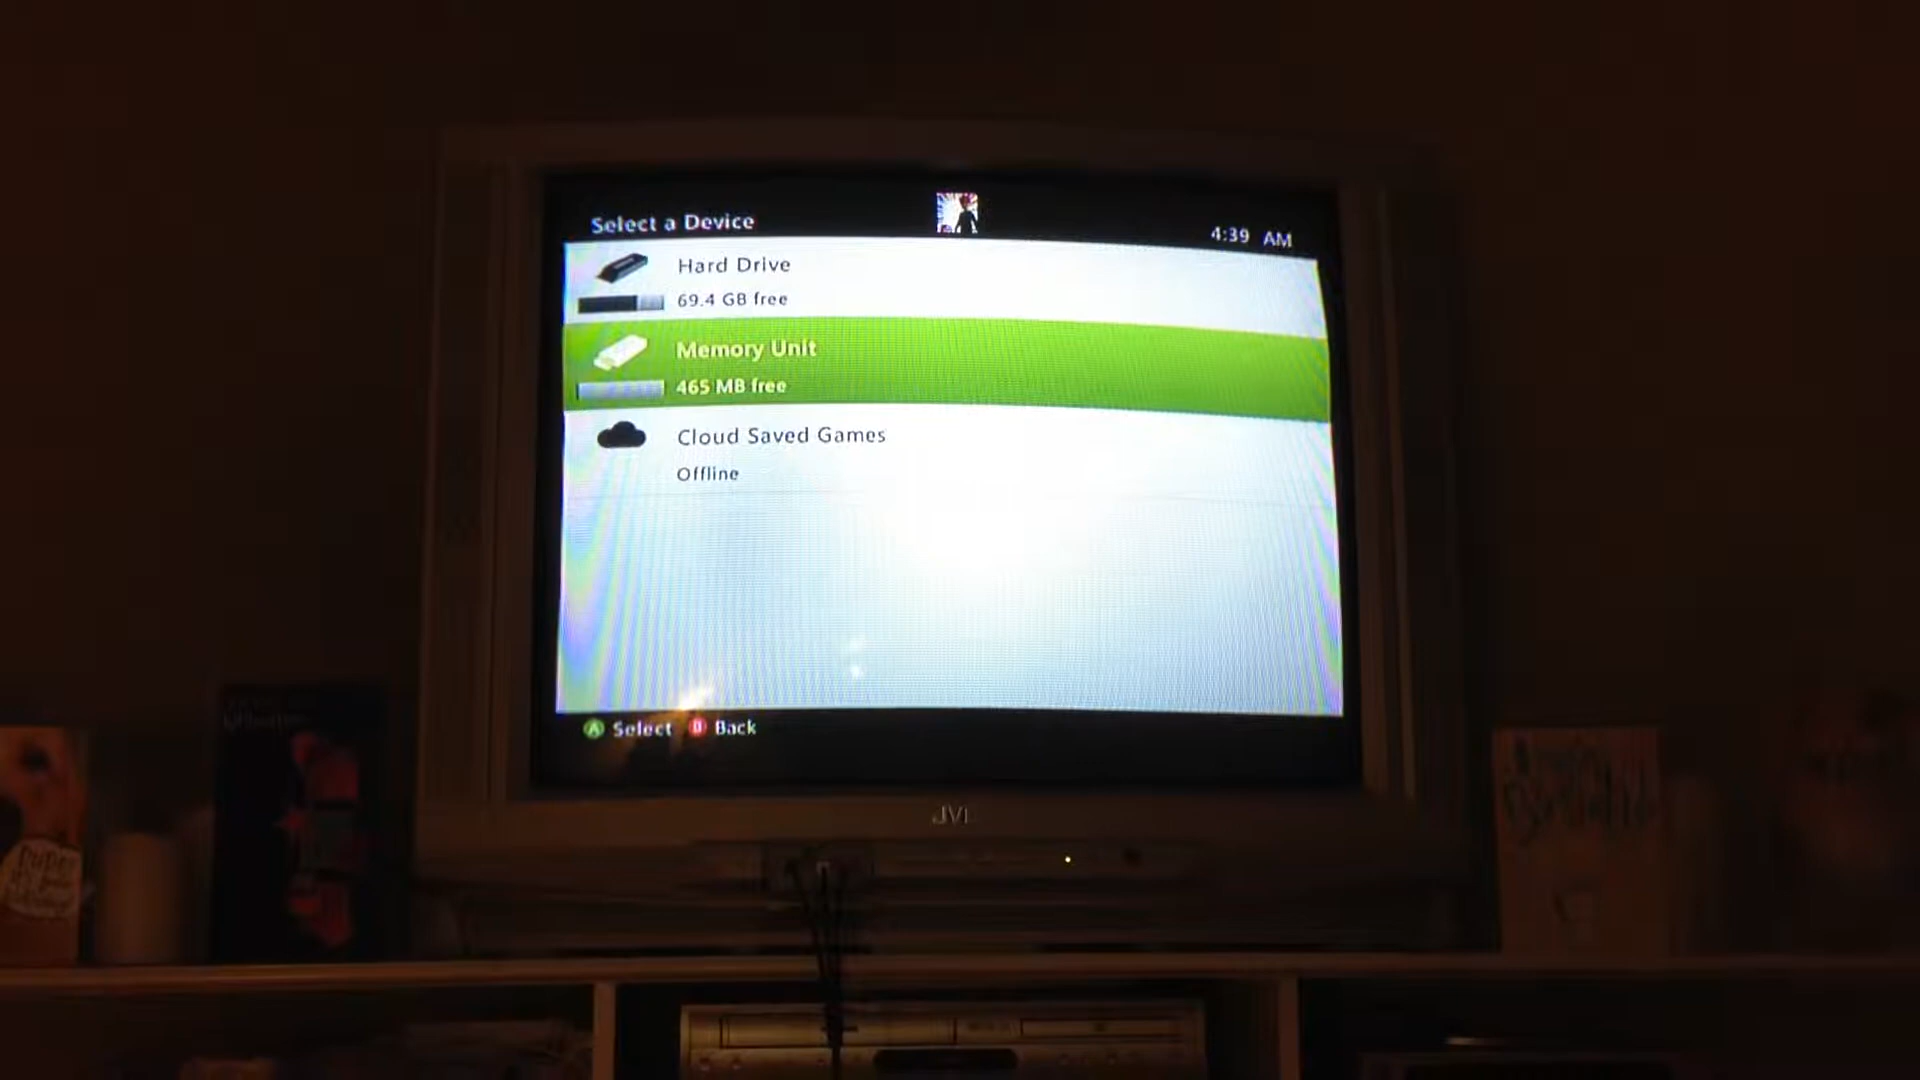 Select a Device
4:39 AM
Hard Drive
69.4 GB free
Memory Unit
465 MB free
Cloud Saved Games
Offline
A Select B Back
JVC